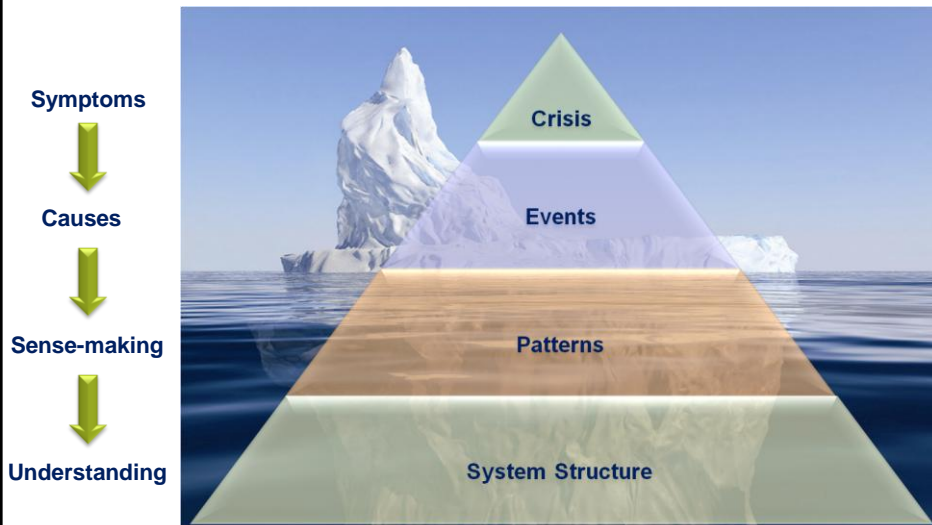 Symptoms
Crisis
Causes
Events
Sense-making
Patterns
Understanding
System Structure